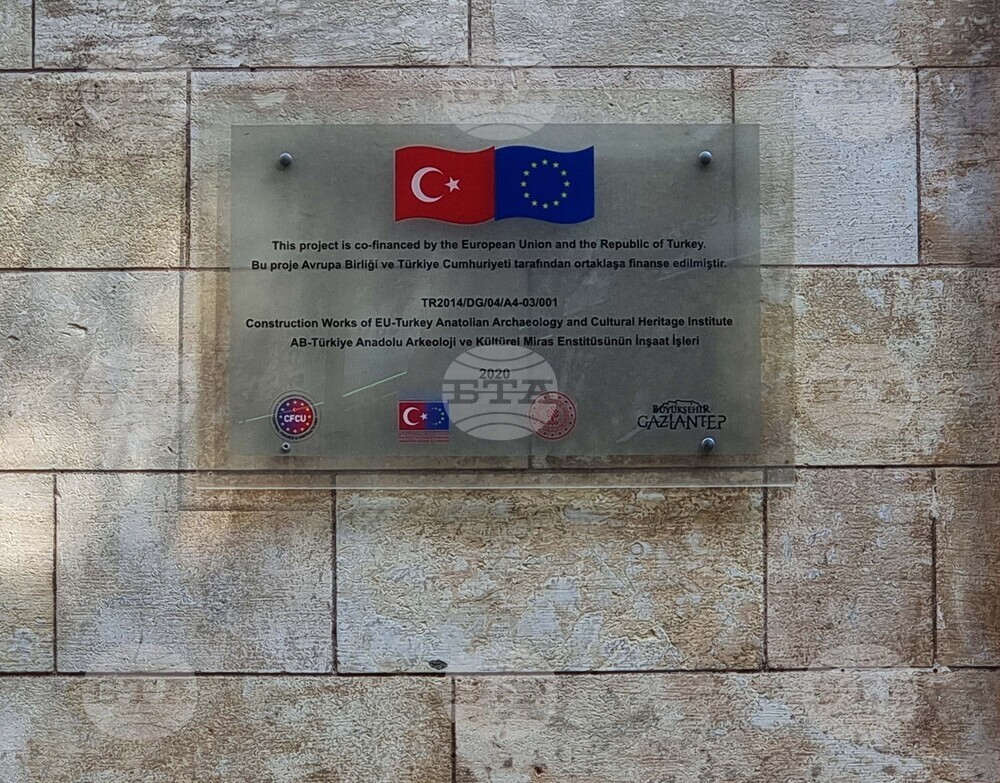 This project is co-financed by the European Union and the Republic of Turkey.
Bu proje Avrupa Birliği ve Türkiye Cumhuriyeti tarafından ortaklaşa finanse edilmiştir.
TR2014/DG/04/A4-03/001
Construction Works of EU-Turkey Anatolian Archaeology and Cultural Heritage Institute
AB-Türkiye Anadolu Arkeoloji ve Kültürel Miras Enstitüsünün İnşaat İşleri
2020
БТА
CFCU
BÜYÜKŞEHİR
GAZİANTEP